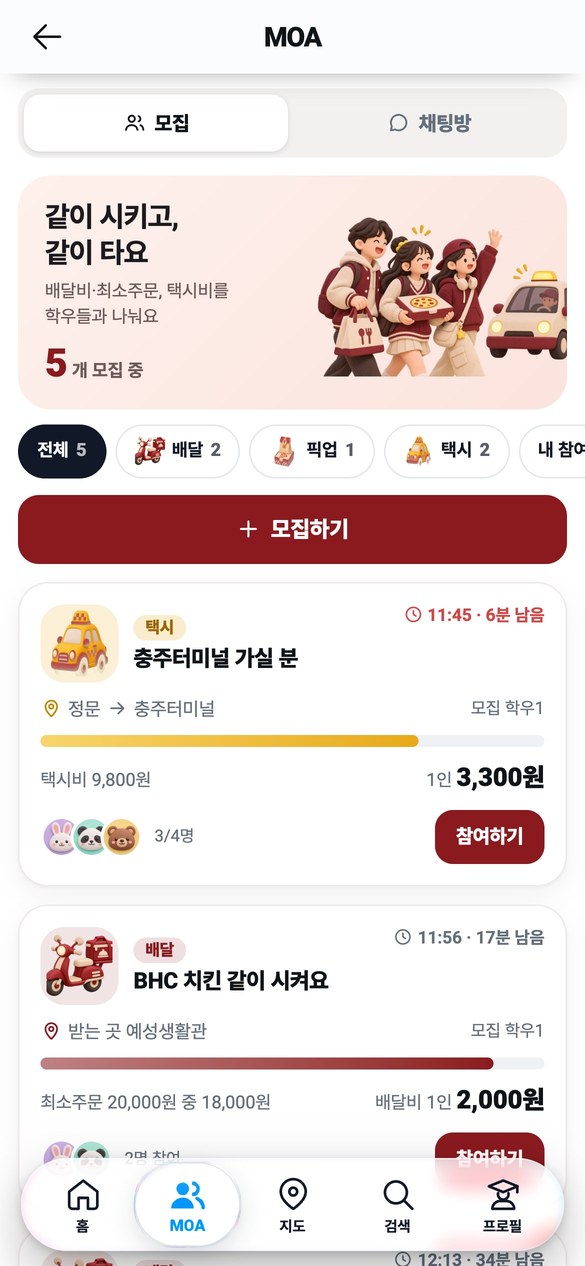 MOA
모집
채팅방
같이 시키고,
같이 타요
배달비·최소주문, 택시비를
학우들과 나눠요
5 개 모집 중
전체 5
배달 2
픽업 1
택시 2
내 참여
+ 모집하기
택시
11:45 · 6분 남음
충주터미널 가실 분
정문 → 충주터미널
모집 학우1
택시비 9,800원
1인 3,300원
3/4명
참여하기
배달
11:56 · 17분 남음
BHC 치킨 같이 시켜요
받는 곳 예성생활관
모집 학우1
최소주문 20,000원 중 18,000원
배달비 1인 2,000원
2명 참여
참여하기
홈
MOA
지도
검색
프로필
12:13 · 34분 남음